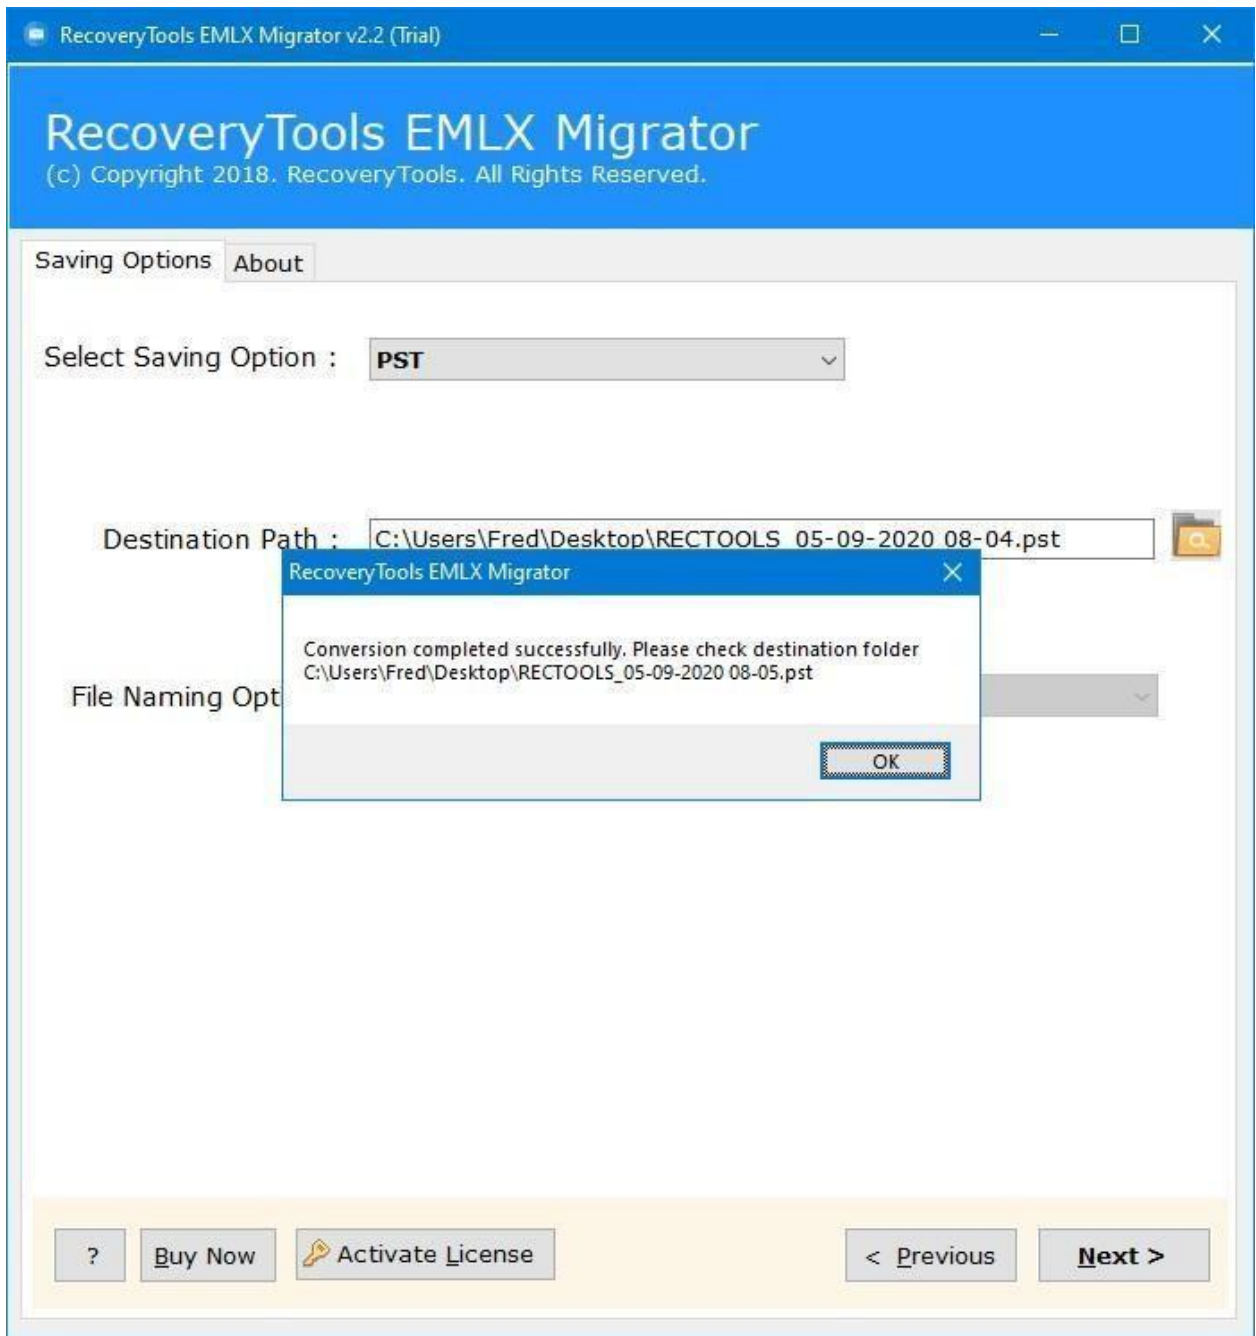 RecoveryTools EMLX Migrator v2.2 (Trial)
RecoveryTools EMLX Migrator
(c) Copyright 2018. RecoveryTools. All Rights Reserved.
Saving Options About
Select Saving Option : PST
Destination Path : C:\Users\Fred\Desktop\RECTOOLS_05-09-2020 08-04.pst
RecoveryTools EMLX Migrator
Conversion completed successfully. Please check destination folder
C:\Users\Fred\Desktop\RECTOOLS_05-09-2020 08-05.pst
File Naming Opt
OK
? Buy Now Activate License < Previous Next >